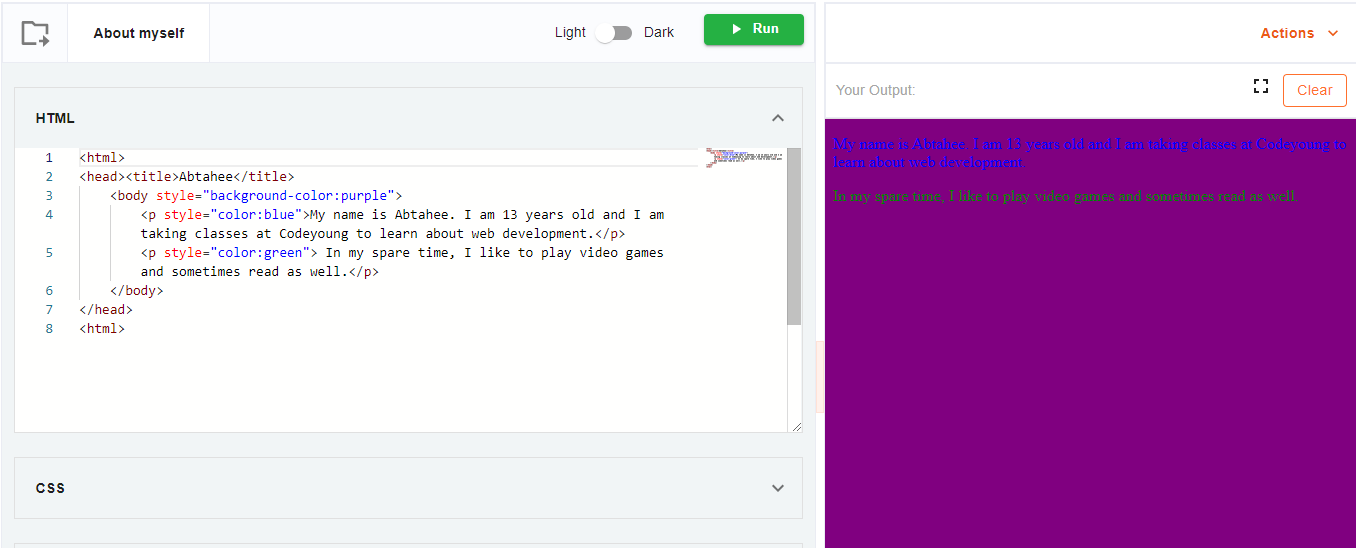 About myself
Light Dark
Run
Actions
HTML
1 <html>
2 <head><title>Abtahee</title>
3 <body style="background-color:purple">
4 <p style="color:blue">My name is Abtahee. I am 13 years old and I am
taking classes at Codeyoung to learn about web development.</p>
5 <p style="color:green"> In my spare time, I like to play video games
and sometimes read as well.</p>
6 </body>
7 </head>
8 <html>
CSS
Your Output:
Clear
My name is Abtahee. I am 13 years old and I am taking classes at Codeyoung to
learn about web development.
In my spare time, I like to play video games and sometimes read as well.